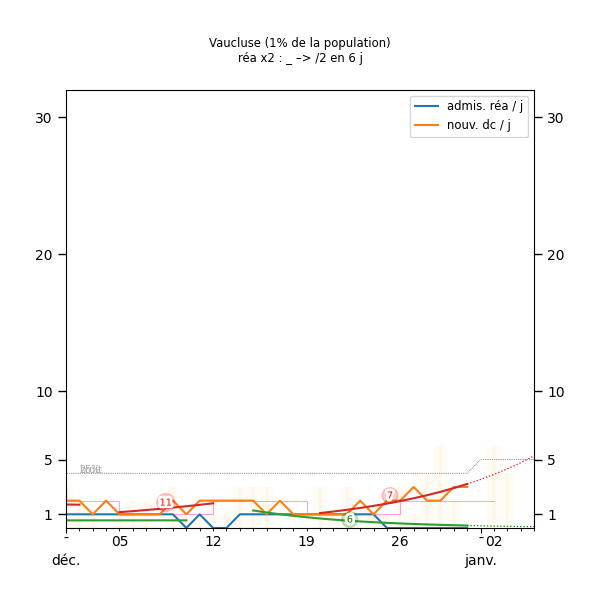 Vaucluse (1% de la population)
réa x2 : _ –> /2 en 6 j
admis. réa / j
nouv. dc / j
30
30
20
20
10
10
5
5
1
1
11
7
6
- 05 12 19 26 - 02
déc. janv.